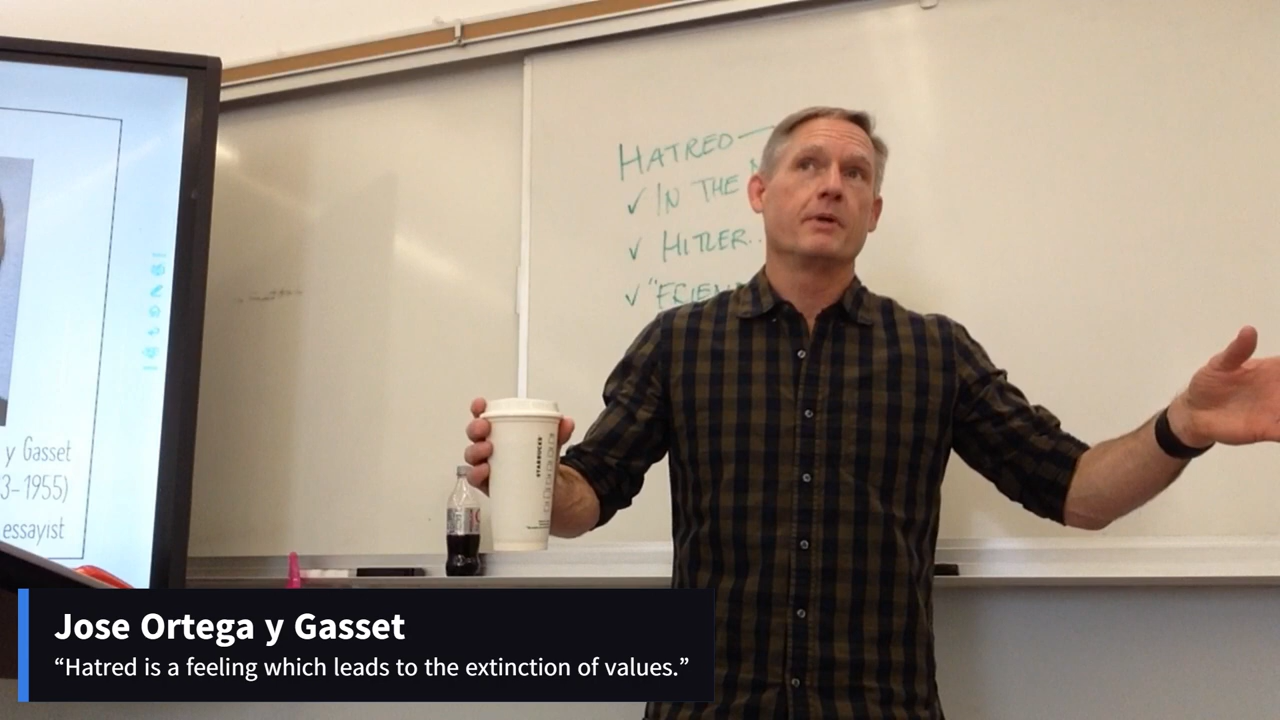 y Gasset
3-1955)
essayist
HATRED—
✓ IN THE
✓ HITLER..
✓ "FRIEN
STARBUCKS
Jose Ortega y Gasset
“Hatred is a feeling which leads to the extinction of values.”